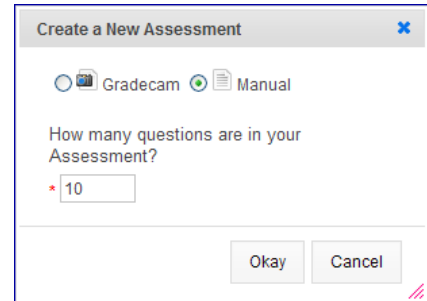 Create a New Assessment
Gradecam Manual
How many questions are in your
Assessment?
* 10
Okay Cancel